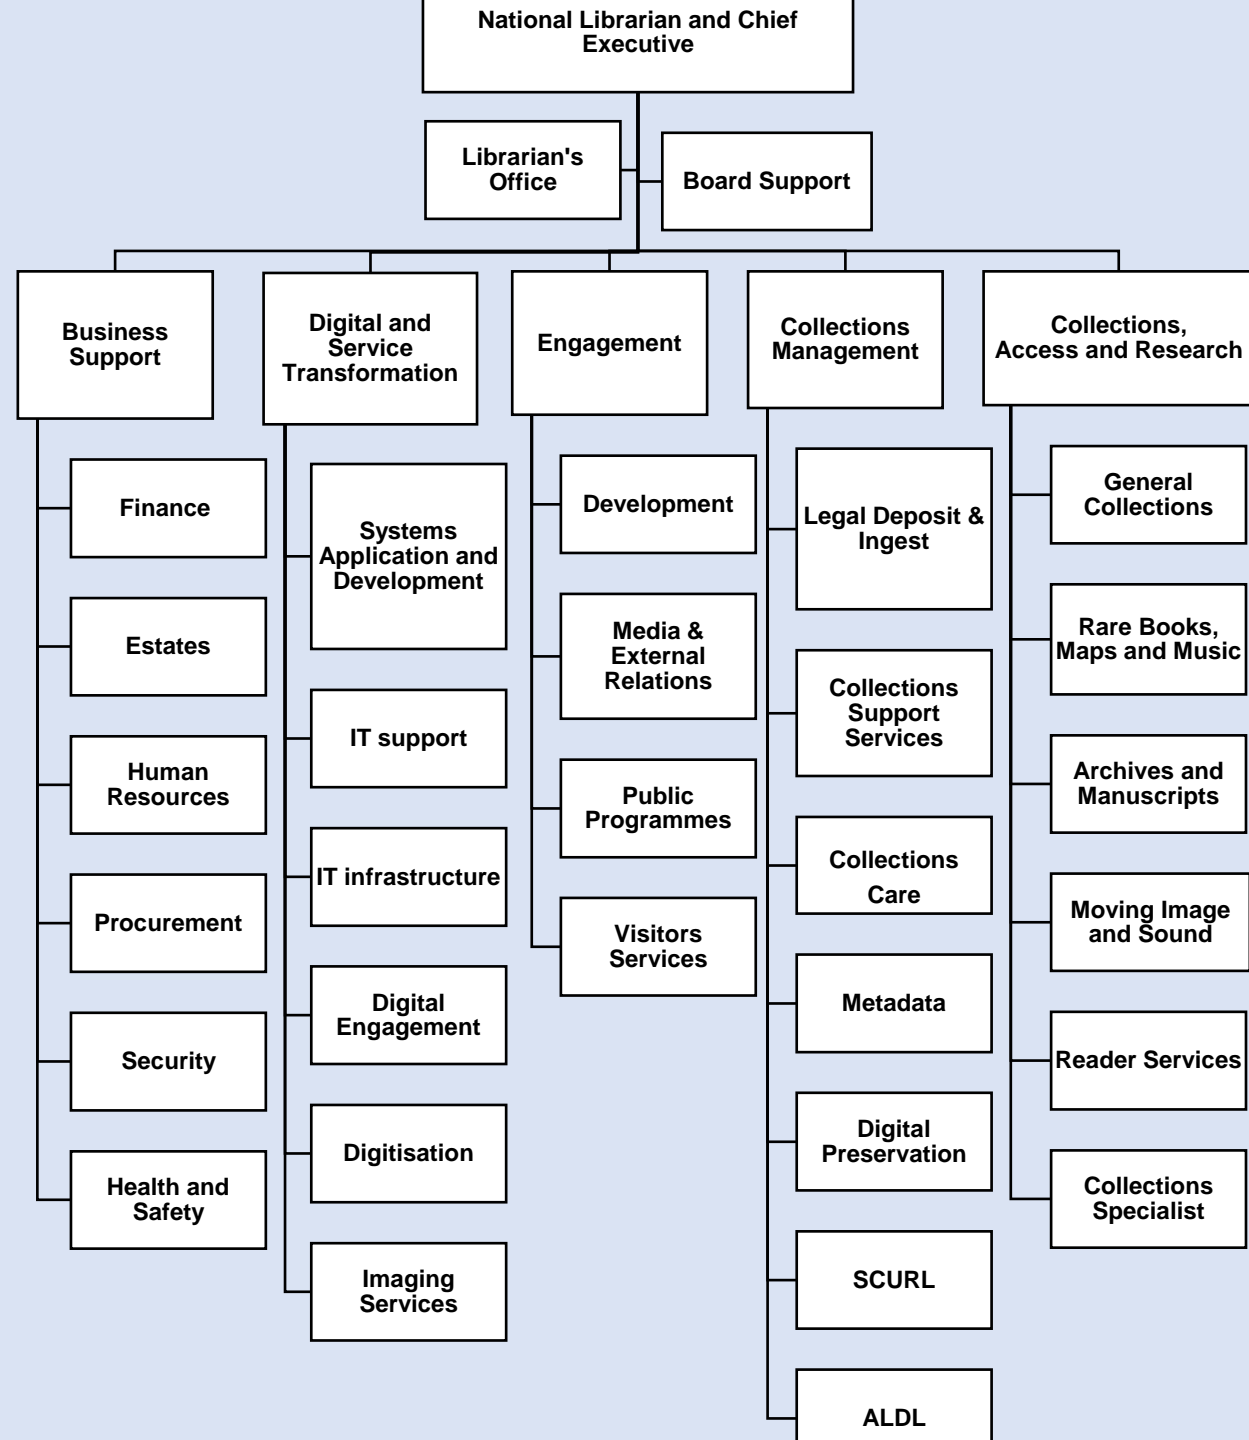 National Librarian and Chief
Executive
Librarian's
Office
Board Support
Business
Support
Finance
Estates
Human
Resources
Procurement
Security
Health and
Safety
Digital and
Service
Transformation
Systems
Application and
Development
IT support
IT infrastructure
Digital
Engagement
Digitisation
Imaging
Services
Engagement
Development
Media &
External
Relations
Public
Programmes
Visitors
Services
Collections
Management
Legal Deposit &
Ingest
Collections
Support
Services
Collections
Care
Metadata
Digital
Preservation
SCURL
ALDL
Collections,
Access and Research
General
Collections
Rare Books,
Maps and Music
Archives and
Manuscripts
Moving Image
and Sound
Reader Services
Collections
Specialist